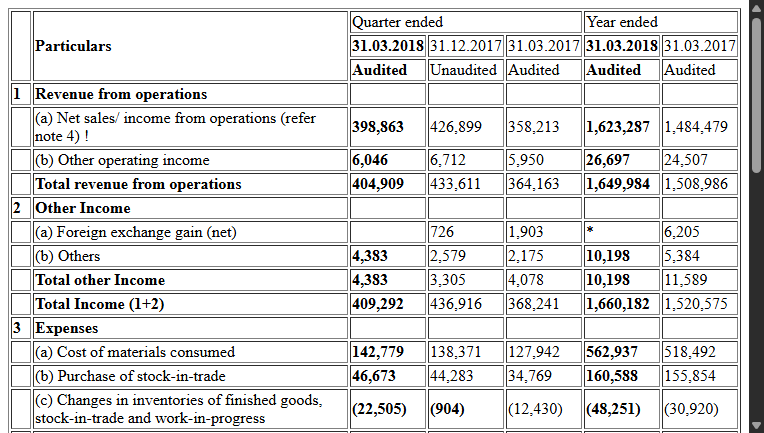 Particulars Quarter ended Year ended
31.03.2018 31.12.2017 31.03.2017 31.03.2018 31.03.2017
Audited Unaudited Audited Audited Audited
1 Revenue from operations
(a) Net sales/ income from operations (refer
note 4) ! 398,863 426,899 358,213 1,623,287 1,484,479
(b) Other operating income 6,046 6,712 5,950 26,697 24,507
Total revenue from operations 404,909 433,611 364,163 1,649,984 1,508,986
2 Other Income
(a) Foreign exchange gain (net) 726 1,903 * 6,205
(b) Others 4,383 2,579 2,175 10,198 5,384
Total other Income 4,383 3,305 4,078 10,198 11,589
Total Income (1+2) 409,292 436,916 368,241 1,660,182 1,520,575
3 Expenses
(a) Cost of materials consumed 142,779 138,371 127,942 562,937 518,492
(b) Purchase of stock-in-trade 46,673 44,283 34,769 160,588 155,854
(c) Changes in inventories of finished goods,
stock-in-trade and work-in-progress (22,505) (904) (12,430) (48,251) (30,920)